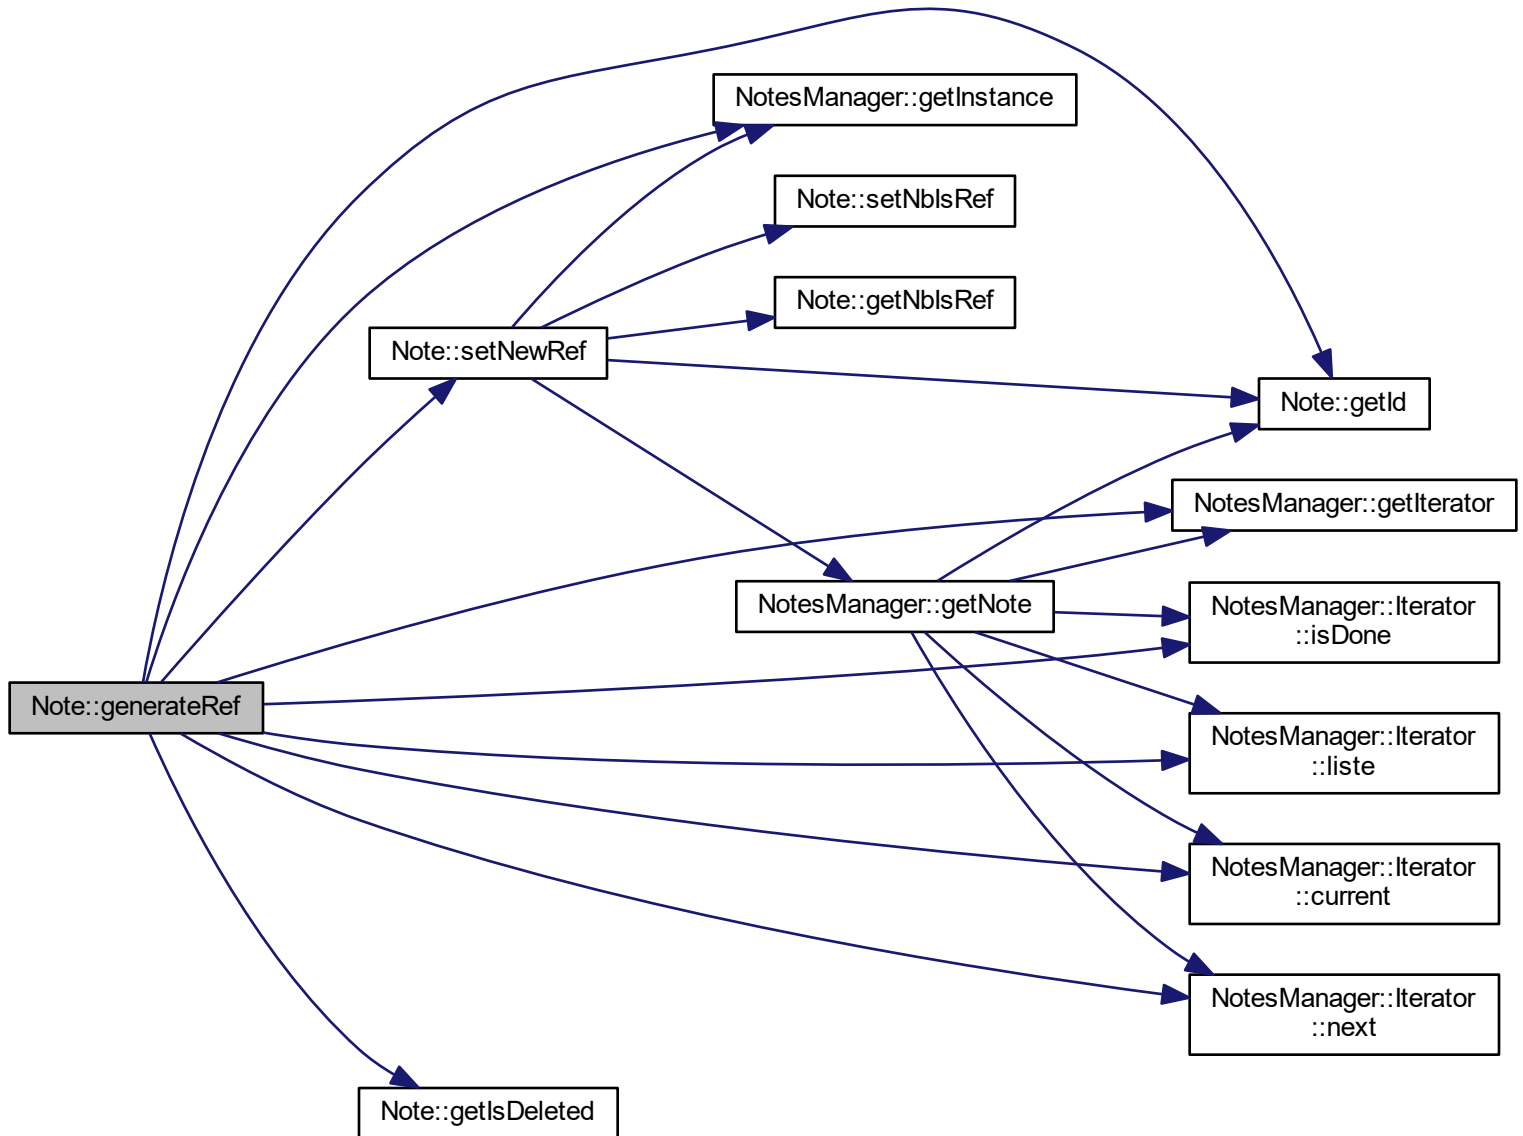 NotesManager::getInstance
Note::setNbIsRef
Note::getNbIsRef
Note::setNewRef
Note::getId
NotesManager::getIterator
NotesManager::getNote
NotesManager::Iterator
::isDone
Note::generateRef
NotesManager::Iterator
::liste
NotesManager::Iterator
::current
NotesManager::Iterator
::next
Note::getIsDeleted